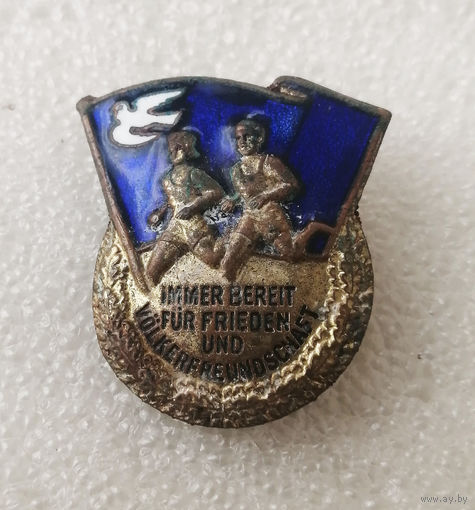 IMMER BEREIT
FÜR FRIEDEN
UND
VÖLKERFREUNDSCHAFT
www.ay.by